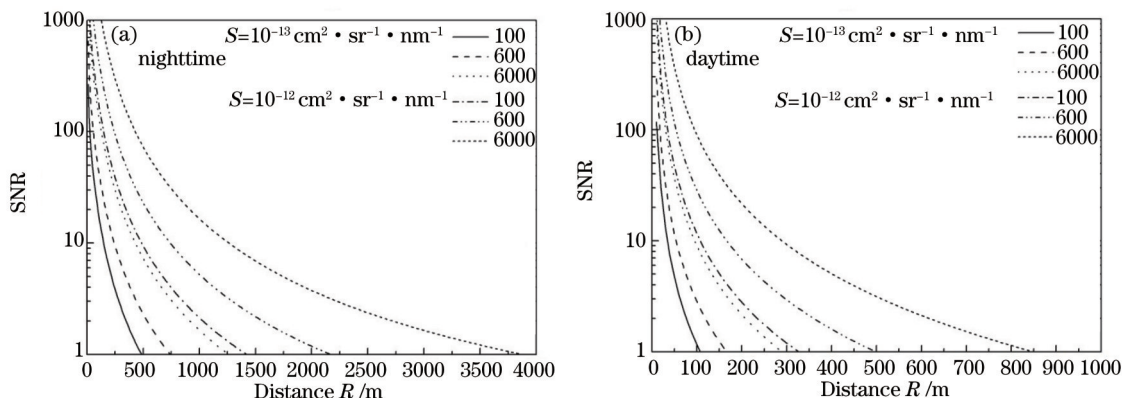 1000
100
10
1
SNR
(a)
nighttime
S=10⁻¹³ cm² • sr⁻¹ • nm⁻¹
100
600
6000
S=10⁻¹² cm² • sr⁻¹ • nm⁻¹
100
600
6000
0 500 1000 1500 2000 2500 3000 3500 4000
Distance R /m
1000
100
10
1
SNR
(b)
daytime
S=10⁻¹³ cm² • sr⁻¹ • nm⁻¹
100
600
6000
S=10⁻¹² cm² • sr⁻¹ • nm⁻¹
100
600
6000
0 100 200 300 400 500 600 700 800 900 1000
Distance R /m